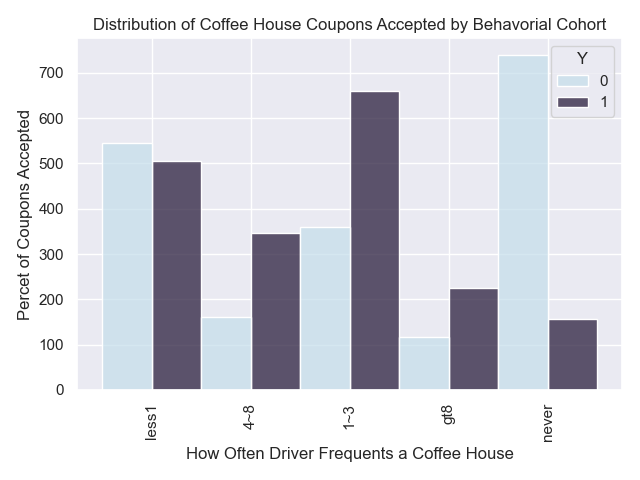 Distribution of Coffee House Coupons Accepted by Behavorial Cohort
Percet of Coupons Accepted
700
600
500
400
300
200
100
0
Y
0
1
less1
4~8
1~3
gt8
never
How Often Driver Frequents a Coffee House